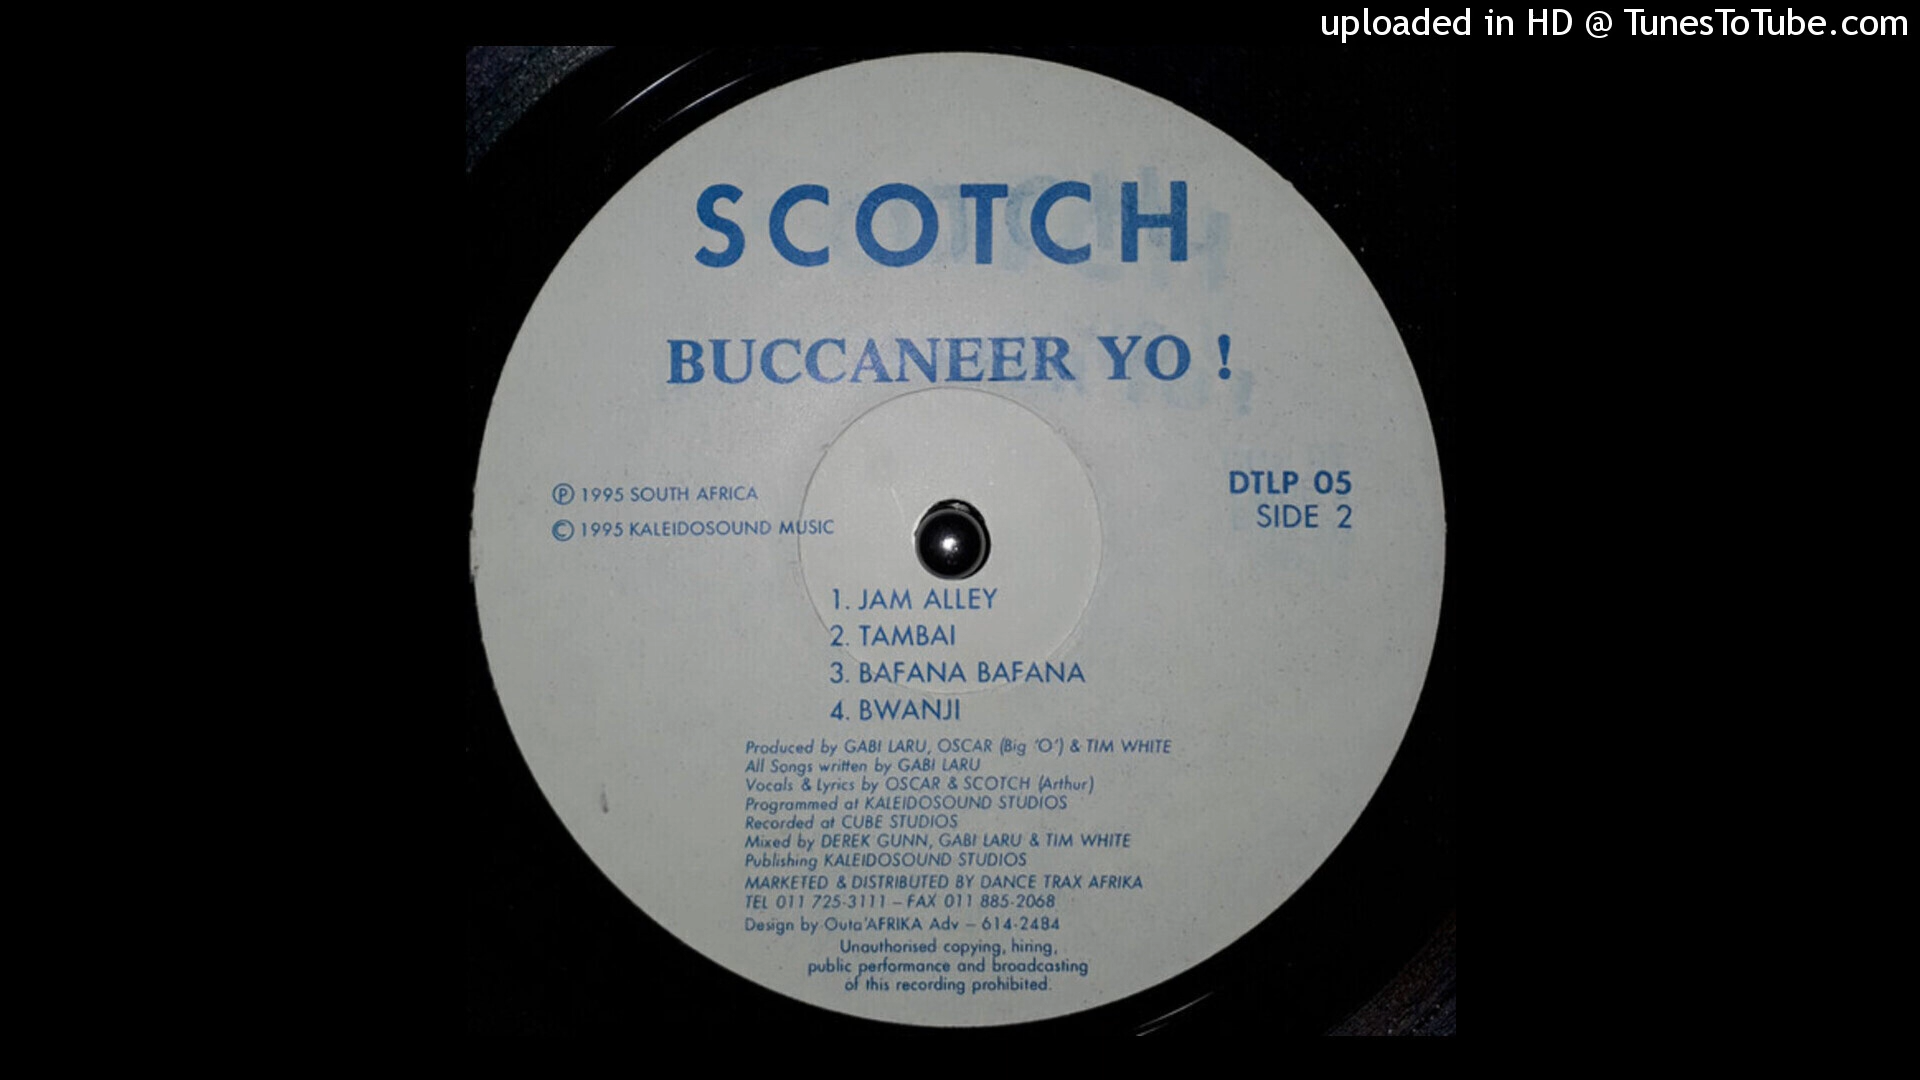 uploaded in HD @ TunesToTube.com
SCOTCH
BUCCANEER YO !
℗ 1995 SOUTH AFRICA
© 1995 KALEIDOSOUND MUSIC
DTLP 05
SIDE 2
1. JAM ALLEY
2. TAMBAI
3. BAFANA BAFANA
4. BWANJI
Produced by GABI LARU, OSCAR (Big 'O') & TIM WHITE
All Songs written by GABI LARU
Vocals & Lyrics by OSCAR & SCOTCH (Arthur)
Programmed at KALEIDOSOUND STUDIOS
Recorded at CUBE STUDIOS
Mixed by DEREK GUNN, GABI LARU & TIM WHITE
Publishing KALEIDOSOUND STUDIOS
MARKETED & DISTRIBUTED BY DANCE TRAX AFRIKA
TEL 011 725-3111 – FAX 011 885-2068
Design by Outa'AFRIKA Adv – 614-2484
Unauthorised copying, hiring,
public performance and broadcasting
of this recording prohibited.